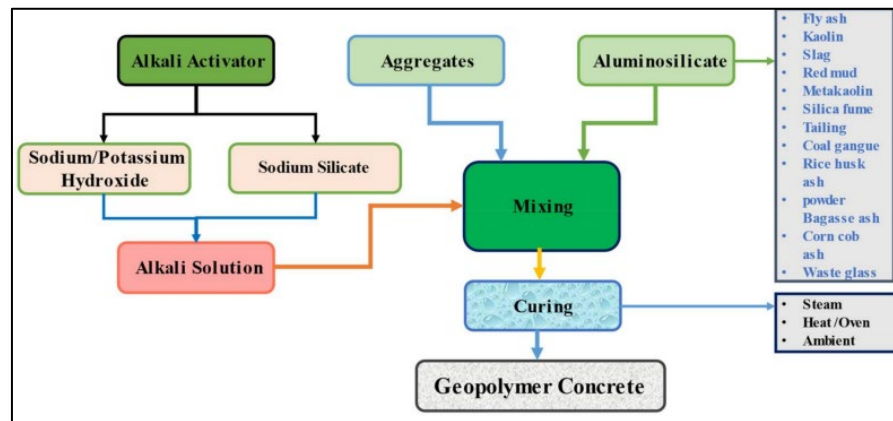 Alkali Activator
Aggregates
Aluminosilicate
• Fly ash
• Kaolin
• Slag
• Red mud
• Metakaolin
• Silica fume
• Tailing
• Coal gangue
• Rice husk
ash
• powder
Bagasse ash
• Corn cob
ash
• Waste glass
Sodium/Potassium
Hydroxide
Sodium Silicate
Mixing
Alkali Solution
Curing
• Steam
• Heat /Oven
• Ambient
Geopolymer Concrete